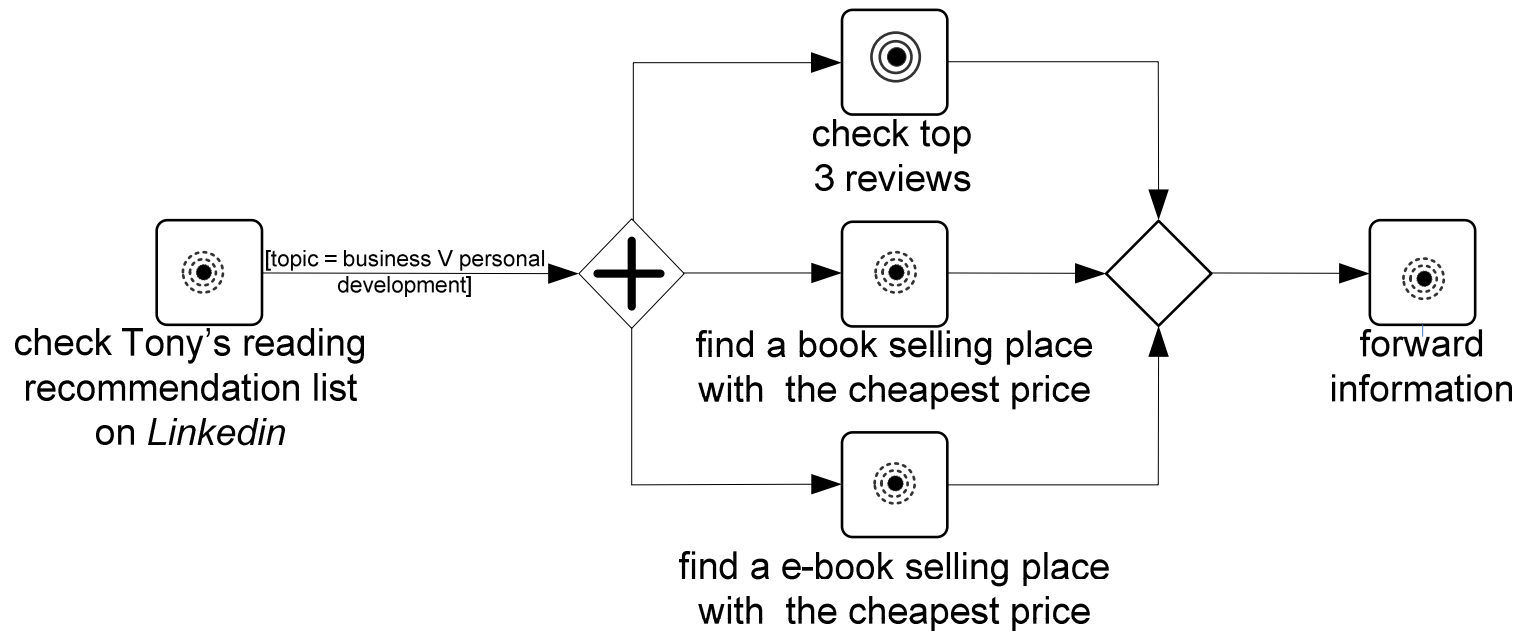 check top
3 reviews
[topic = business V personal
development]
check Tony's reading
recommendation list
on Linkedin
find a book selling place
with the cheapest price
forward
information
find a e-book selling place
with the cheapest price